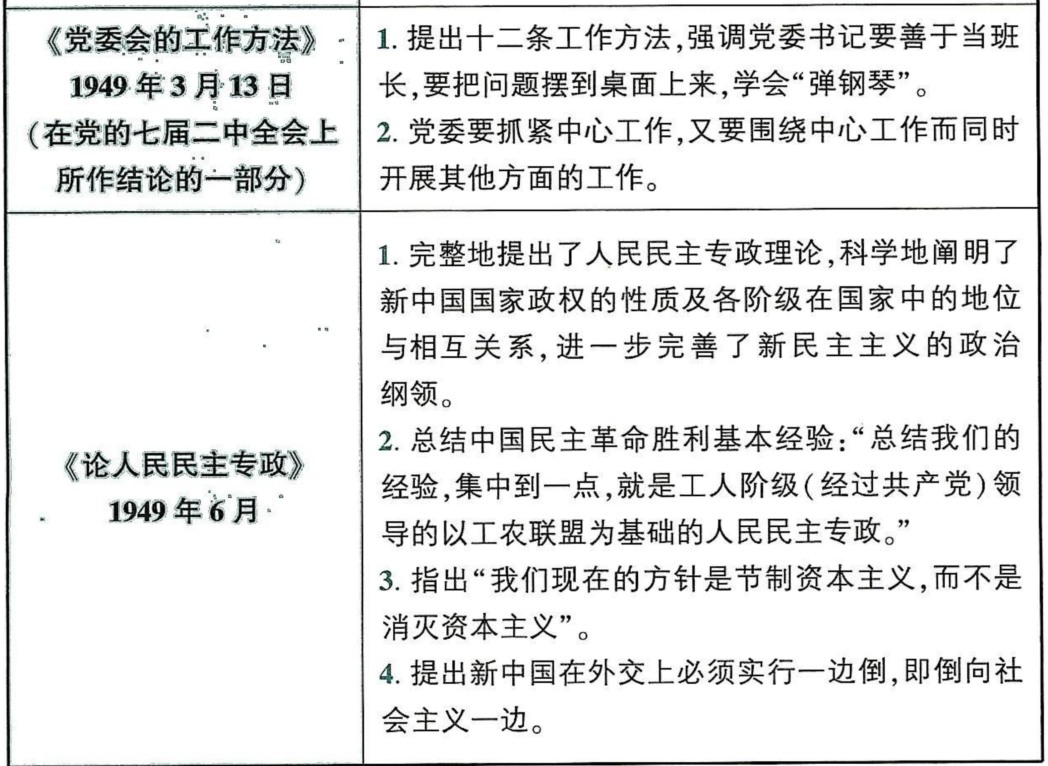 《党委会的工作方法》
1949 年 3 月 13 日
(在党的七届二中全会上
所作结论的一部分)
1. 提出十二条工作方法,强调党委书记要善于当班
长,要把问题摆到桌面上来,学会“弹钢琴”。
2. 党委要抓紧中心工作,又要围绕中心工作而同时
开展其他方面的工作。
《论人民民主专政》
1949 年 6 月
1. 完整地提出了人民民主专政理论,科学地阐明了
新中国国家政权的性质及各阶级在国家中的地位
与相互关系,进一步完善了新民主主义的政治
纲领。
2. 总结中国民主革命胜利基本经验:“总结我们的
经验,集中到一点,就是工人阶级(经过共产党)领
导的以工农联盟为基础的人民民主专政。”
3. 指出“我们现在的方针是节制资本主义,而不是
消灭资本主义”。
4. 提出新中国在外交上必须实行一边倒,即倒向社
会主义一边。